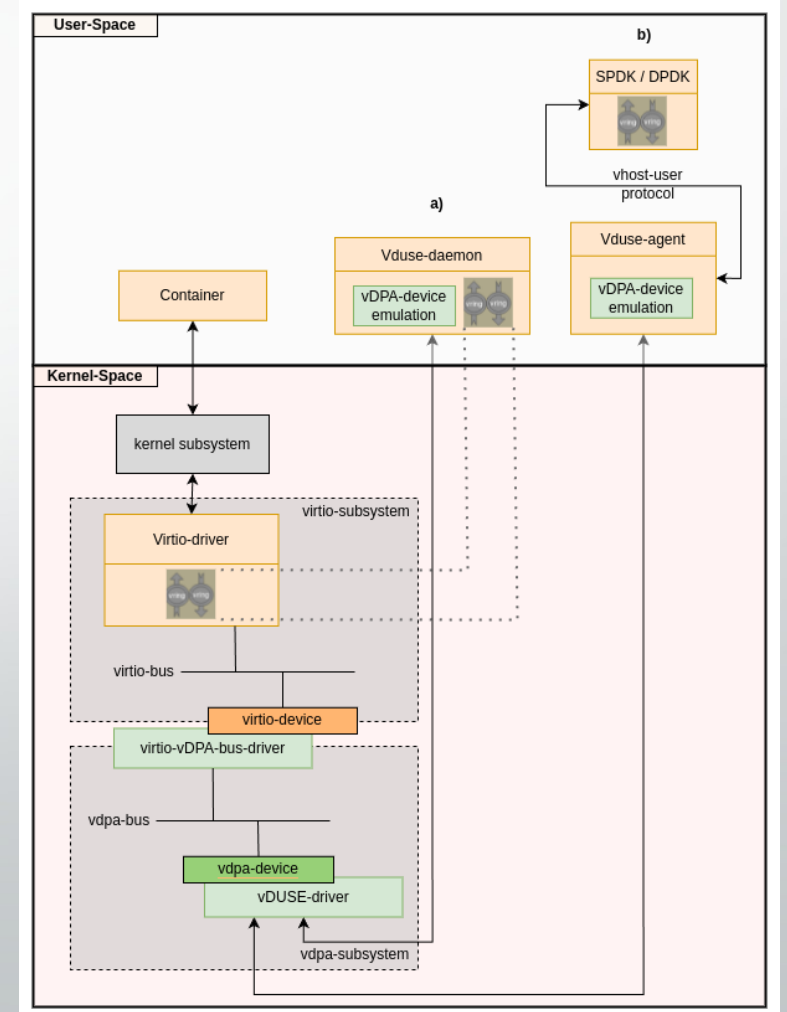 User-Space
b)
SPDK / DPDK
vring vring
vhost-user
protocol
a)
Vduse-daemon
vDPA-device
emulation
vring vring
Vduse-agent
vDPA-device
emulation
Container
Kernel-Space
kernel subsystem
virtio-subsystem
Virtio-driver
vring vring
virtio-bus
virtio-device
virtio-vDPA-bus-driver
vdpa-bus
vdpa-device
vDUSE-driver
vdpa-subsystem